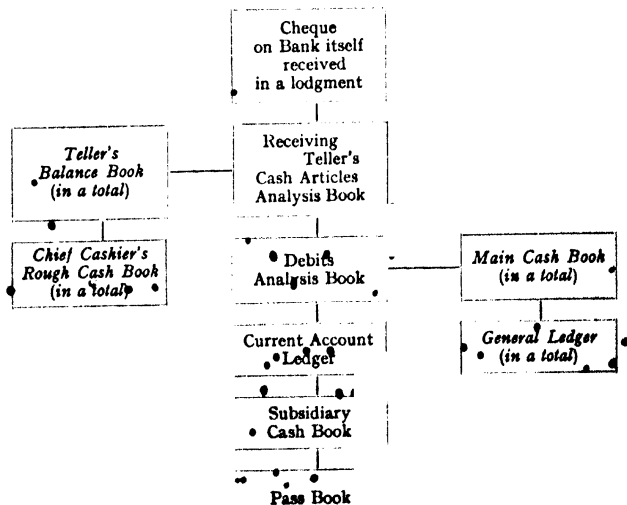 Cheque
on Bank itself
received
in a lodgment
Teller's
Balance Book
(in a total)
Receiving
Teller's
Cash Articles
Analysis Book
Chief Cashier's
Rough Cash Book
(in a total)
Debits
Analysis Book
Main Cash Book
(in a total)
Current Account
Ledger
General Ledger
(in a total)
Subsidiary
Cash Book
Pass Book